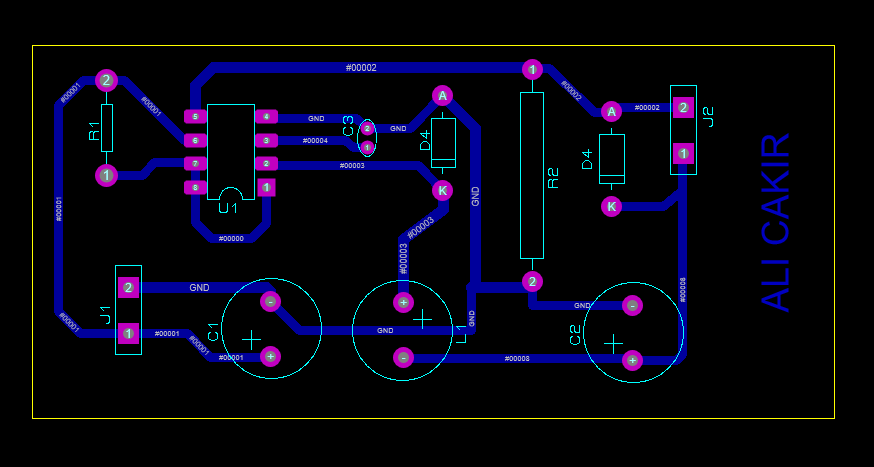 #00002
2
#00001
#00001
R1
1
5
6
7
8
4
3
2
1
U1
GND
#00004
#00003
#00000
C3
2
1
GND
A
D4
K
#00003
#00003
GND
1
R2
2
#00002
A
D4
K
#00002
2
1
J2
ALI CAKIR
#00001
#00001
J1
2
1
GND
#00001
#00001
#00001
C1
-
+
GND
+
-
L1
GND
#00008
GND
C2
-
+
#00008